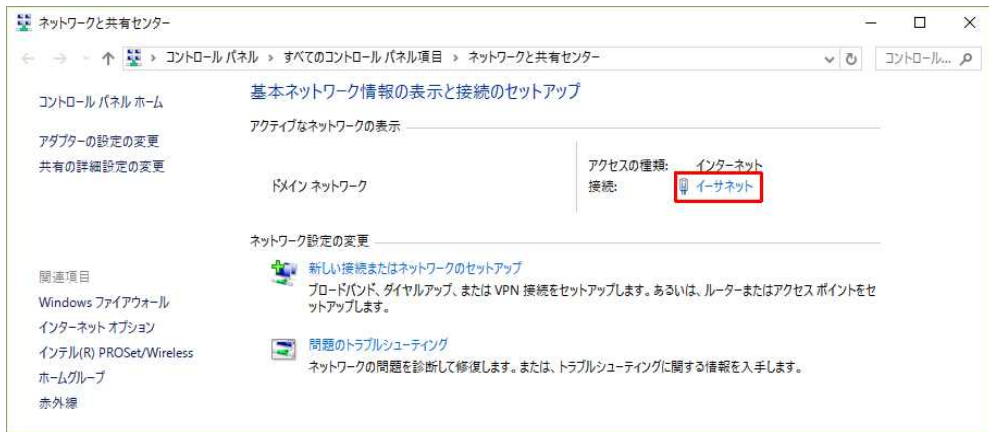 ネットワークと共有センター
コントロール パネル › すべてのコントロール パネル項目 › ネットワークと共有センター
コントロール...
コントロール パネル ホーム
アダプターの設定の変更
共有の詳細設定の変更
基本ネットワーク情報の表示と接続のセットアップ
アクティブなネットワークの表示
ドメイン ネットワーク
アクセスの種類: インターネット
接続: イーサネット
ネットワーク設定の変更
新しい接続またはネットワークのセットアップ
ブロードバンド、ダイヤルアップ、または VPN 接続をセットアップします。あるいは、ルーターまたはアクセス ポイントをセ
ットアップします。
問題のトラブルシューティング
ネットワークの問題を診断して修復します。または、トラブルシューティングに関する情報を入手します。
関連項目
Windows ファイアウォール
インターネット オプション
インテル(R) PROSet/Wireless
ホームグループ
赤外線